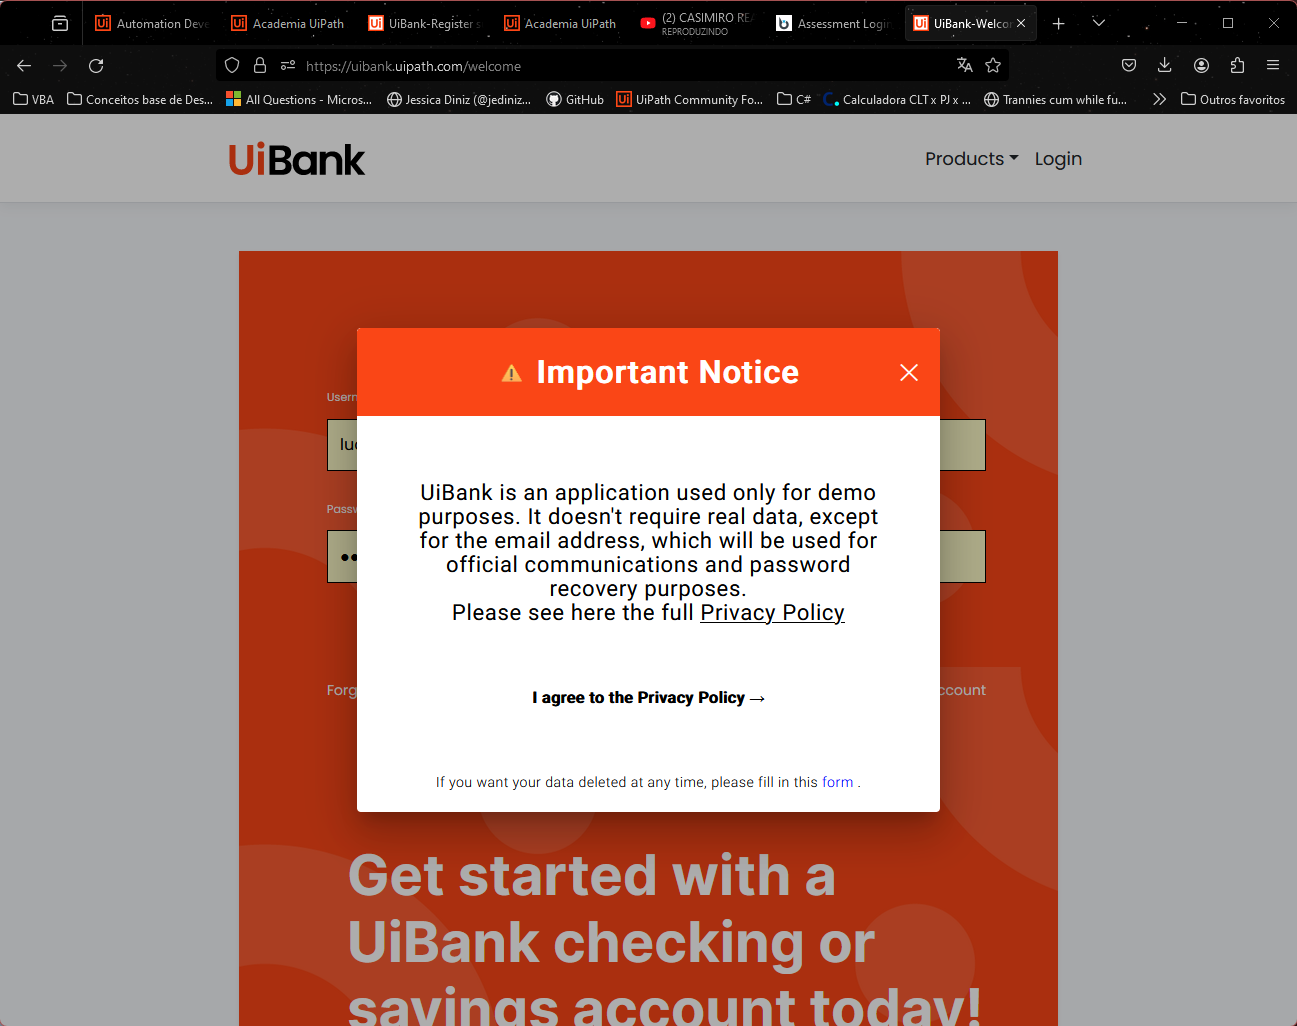 Automation Deve
Academia UiPath
UiBank-Register s
Academia UiPath
(2) CASIMIRO REA
REPRODUZINDO
Assessment Login
UiBank-Welcom
https://uibank.uipath.com/welcome
VBA
Conceitos base de Des...
All Questions - Micros...
Jessica Diniz (@jediniz...
GitHub
UiPath Community Fo...
C#
Calculadora CLT x PJ x ...
Trannies cum while fu...
Outros favoritos
UiBank
Products
Login
Important Notice
Usern
luc
Passw
UiBank is an application used only for demo
purposes. It doesn't require real data, except
for the email address, which will be used for
official communications and password
recovery purposes.
Please see here the full Privacy Policy
Forg
ccount
I agree to the Privacy Policy →
If you want your data deleted at any time, please fill in this form .
Get started with a
UiBank checking or
savings account today!